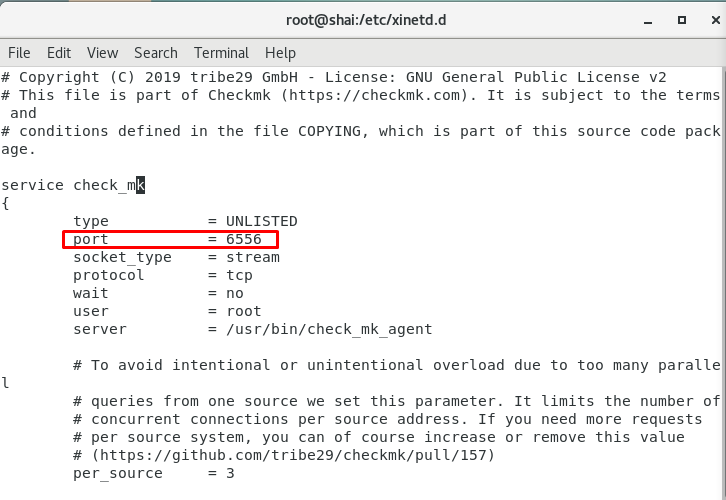 root@shai:/etc/xinetd.d
File Edit View Search Terminal Help
# Copyright (C) 2019 tribe29 GmbH - License: GNU General Public License v2
# This file is part of Checkmk (https://checkmk.com). It is subject to the terms
 and
# conditions defined in the file COPYING, which is part of this source code pack
age.

service check_mk
{
        type           = UNLISTED
        port           = 6556
        socket_type    = stream
        protocol       = tcp
        wait           = no
        user           = root
        server         = /usr/bin/check_mk_agent

        # To avoid intentional or unintentional overload due to too many paralle
l
        # queries from one source we set this parameter. It limits the number of
        # concurrent connections per source address. If you need more requests
        # per source system, you can of course increase or remove this value
        # (https://github.com/tribe29/checkmk/pull/157)
        per_source     = 3